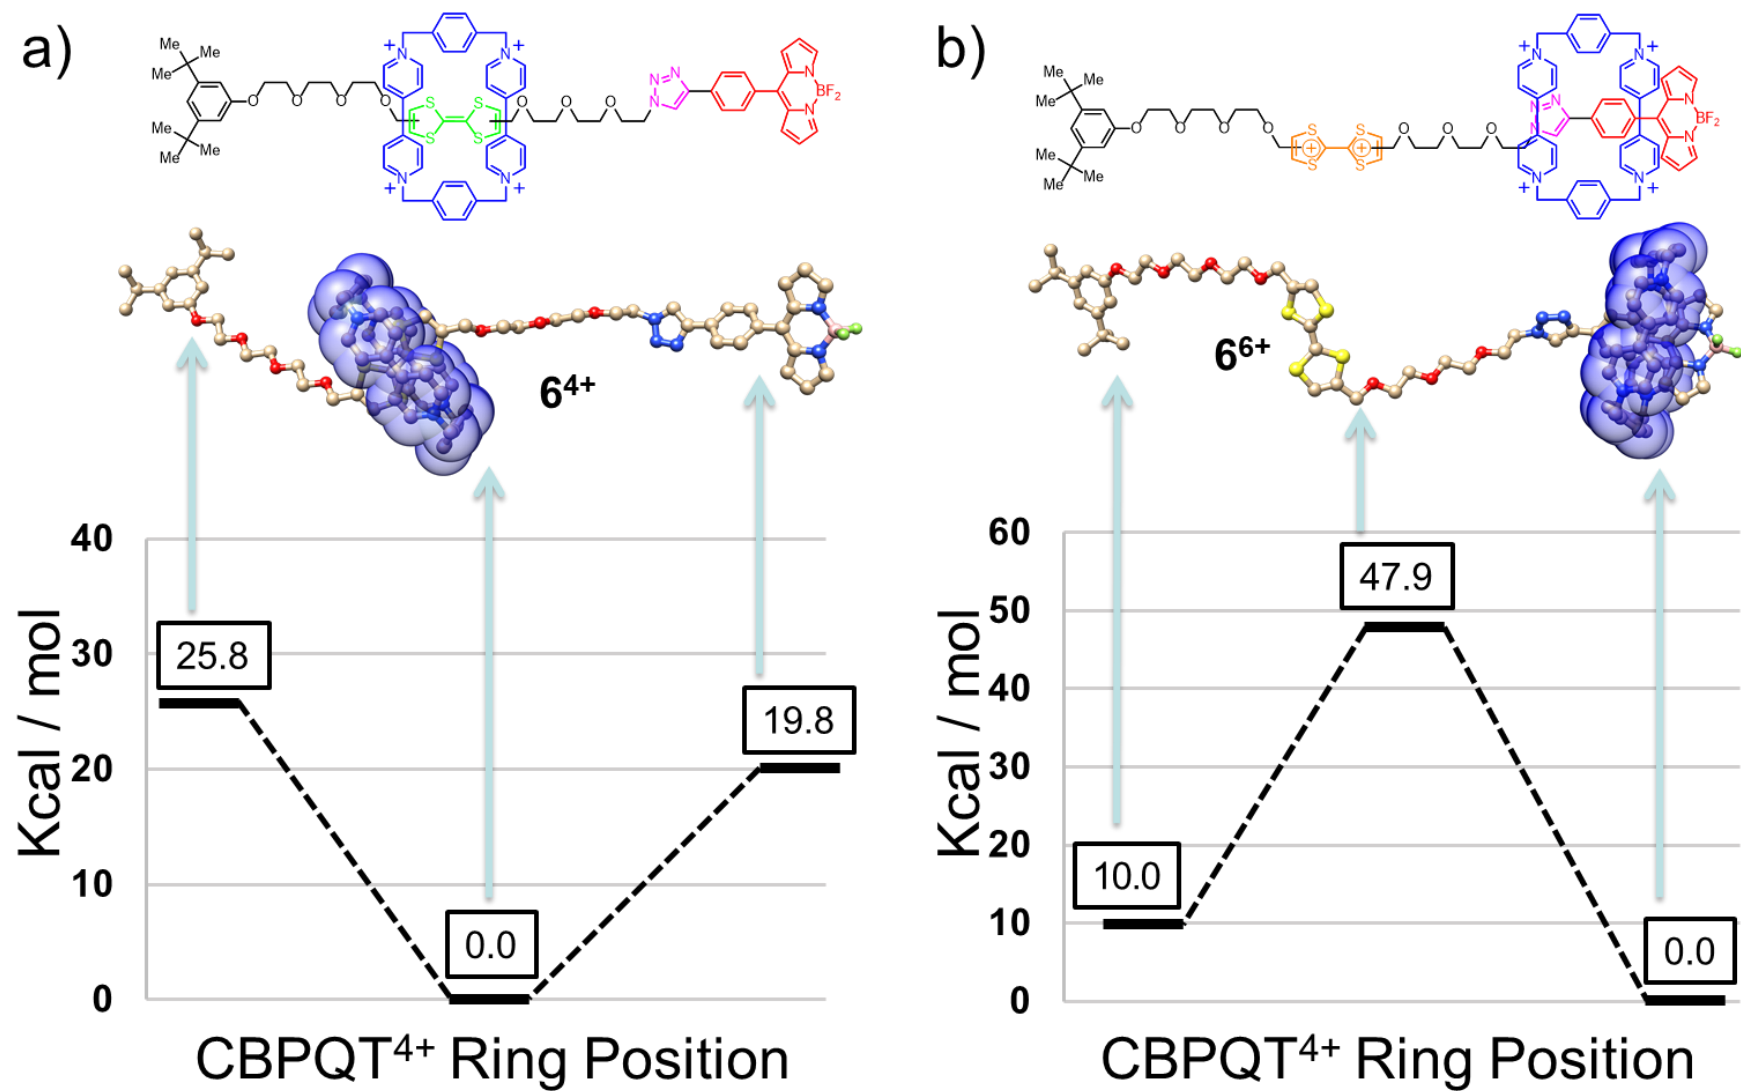 a)
Me
Me
Me
O
O
O
O
N
+
N
+
S
S
S
S
N
+
N
+
O
O
O
N
N
N
N
BF2
N
Me
Me
Me
6⁴⁺
40
30
20
10
0
Kcal / mol
25.8
0.0
19.8
CBPQT⁴⁺ Ring Position
b)
Me
Me
Me
O
O
O
O
S
S
+
+
S
S
O
O
O
+
N
N
+
N
N
N
N
BF2
N
+
N
N
+
Me
Me
Me
6⁶⁺
60
50
40
30
20
10
0
Kcal / mol
10.0
47.9
0.0
CBPQT⁴⁺ Ring Position